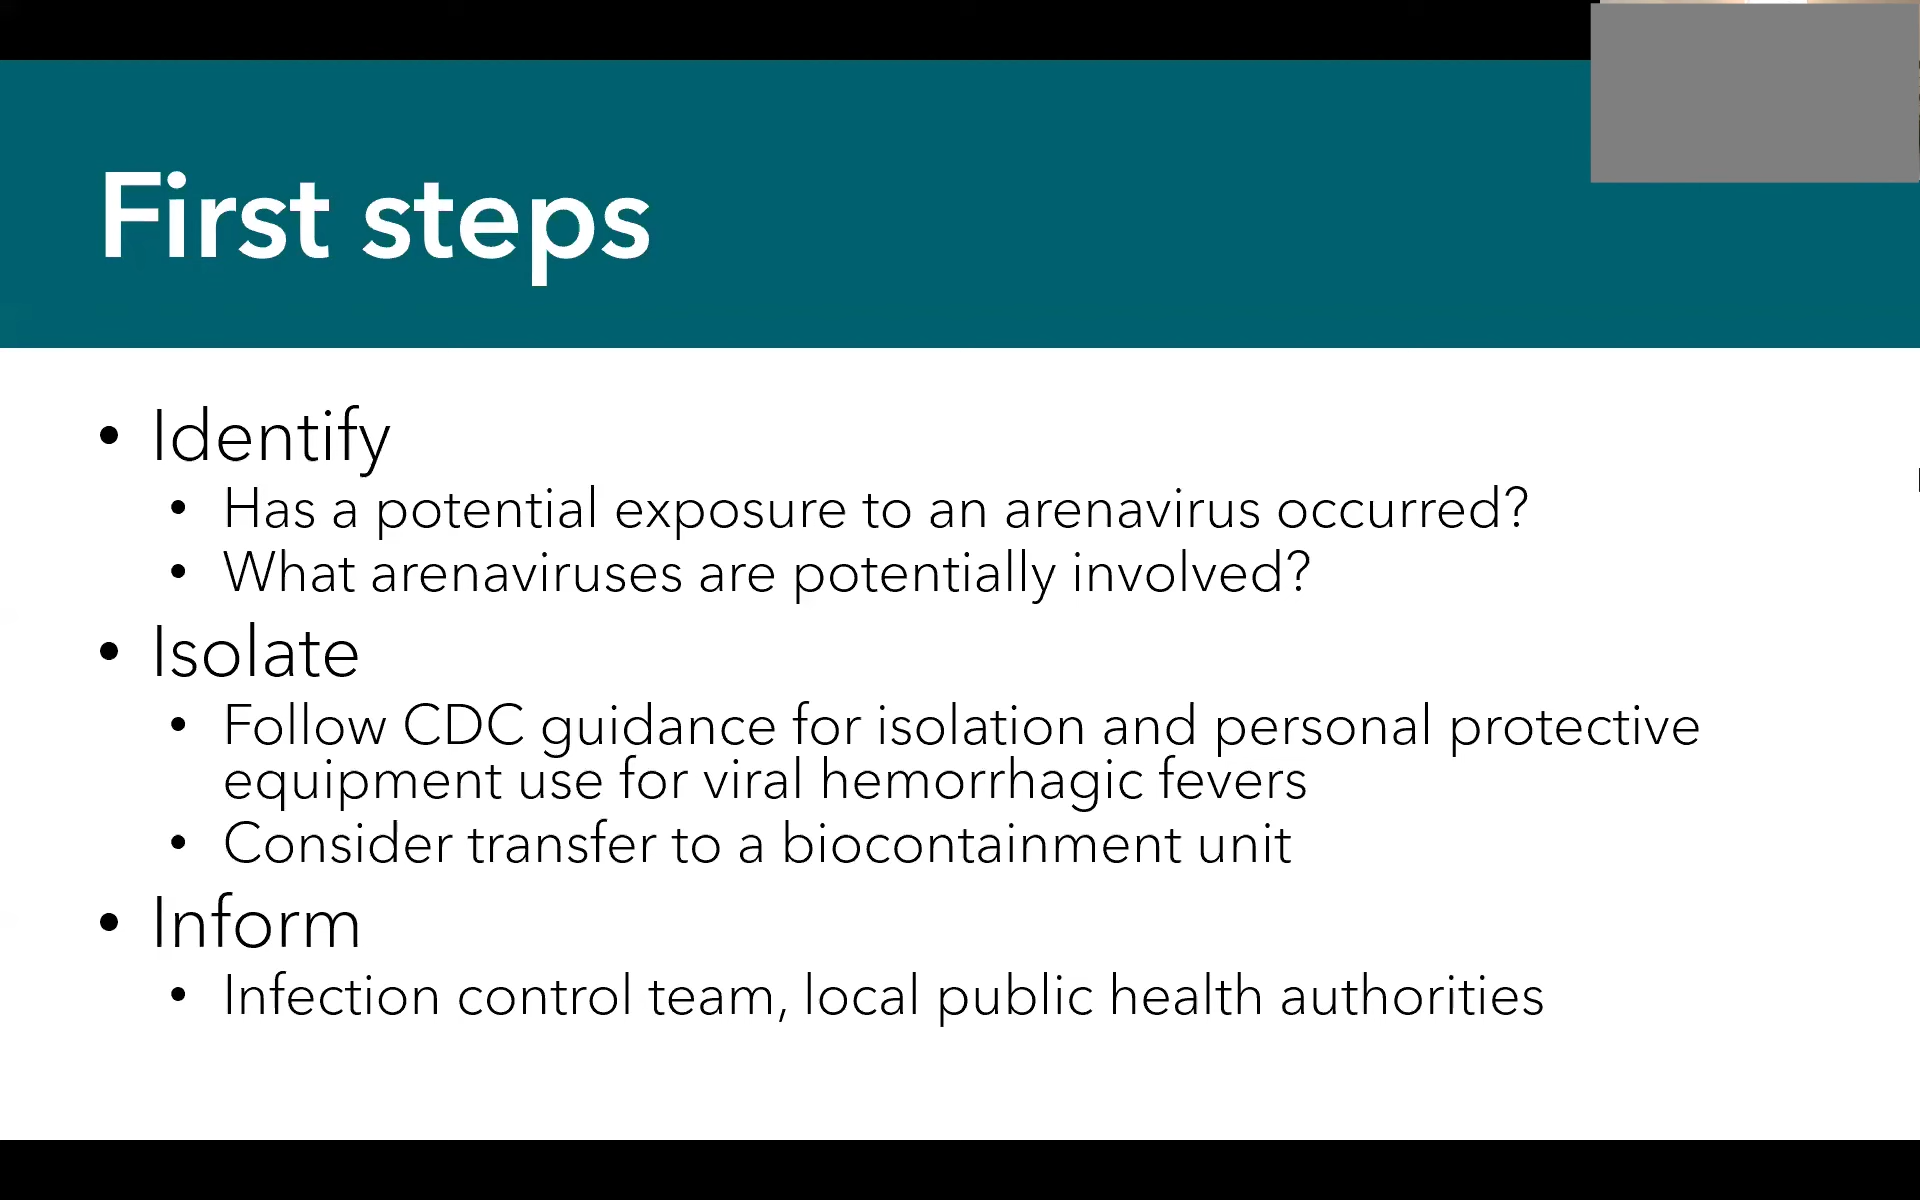 First steps
• Identify
• Has a potential exposure to an arenavirus occurred?
• What arenaviruses are potentially involved?
• Isolate
• Follow CDC guidance for isolation and personal protective
equipment use for viral hemorrhagic fevers
• Consider transfer to a biocontainment unit
• Inform
• Infection control team, local public health authorities